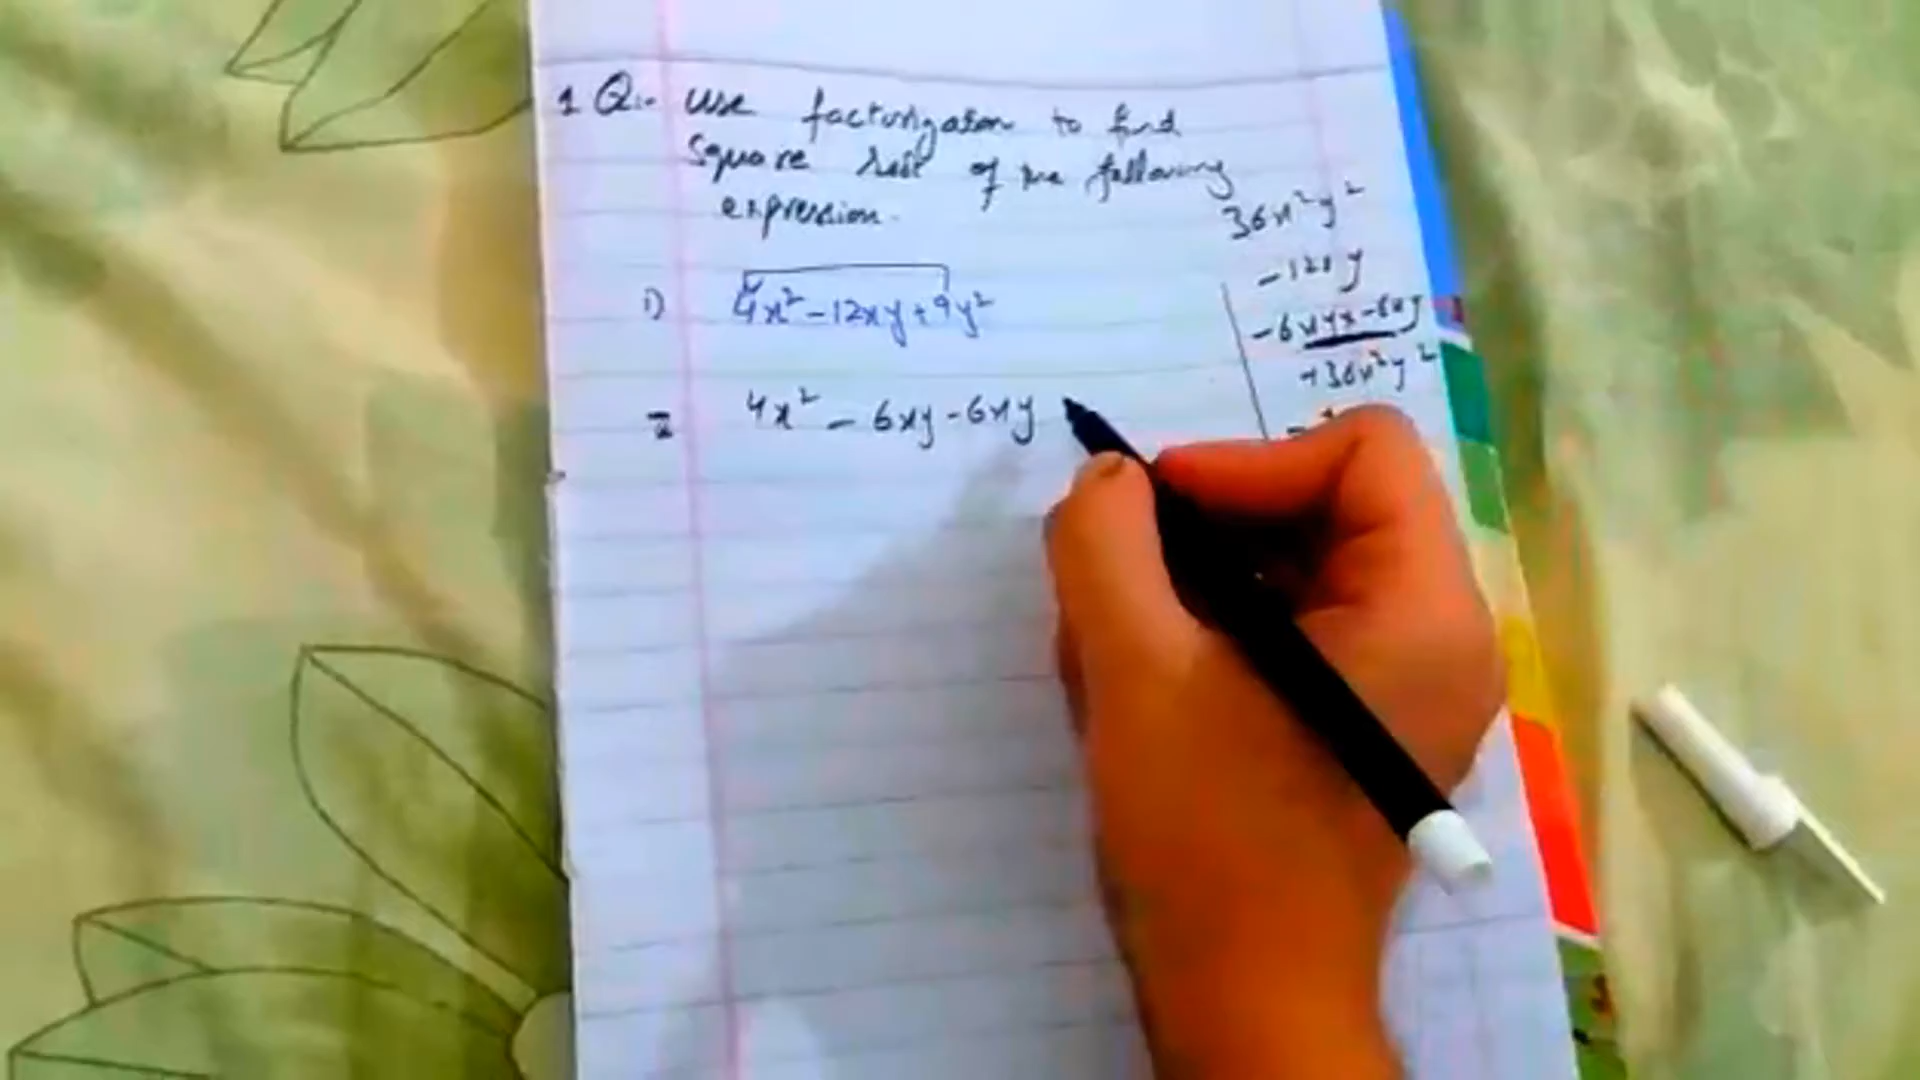 1 Q:- use factorization to find
square root of the following
expression.
i) 4x² - 12xy + 9y²
= 4x² - 6xy - 6xy
36x²y²
-12xy
-6xy x -6xy
+36x²y²